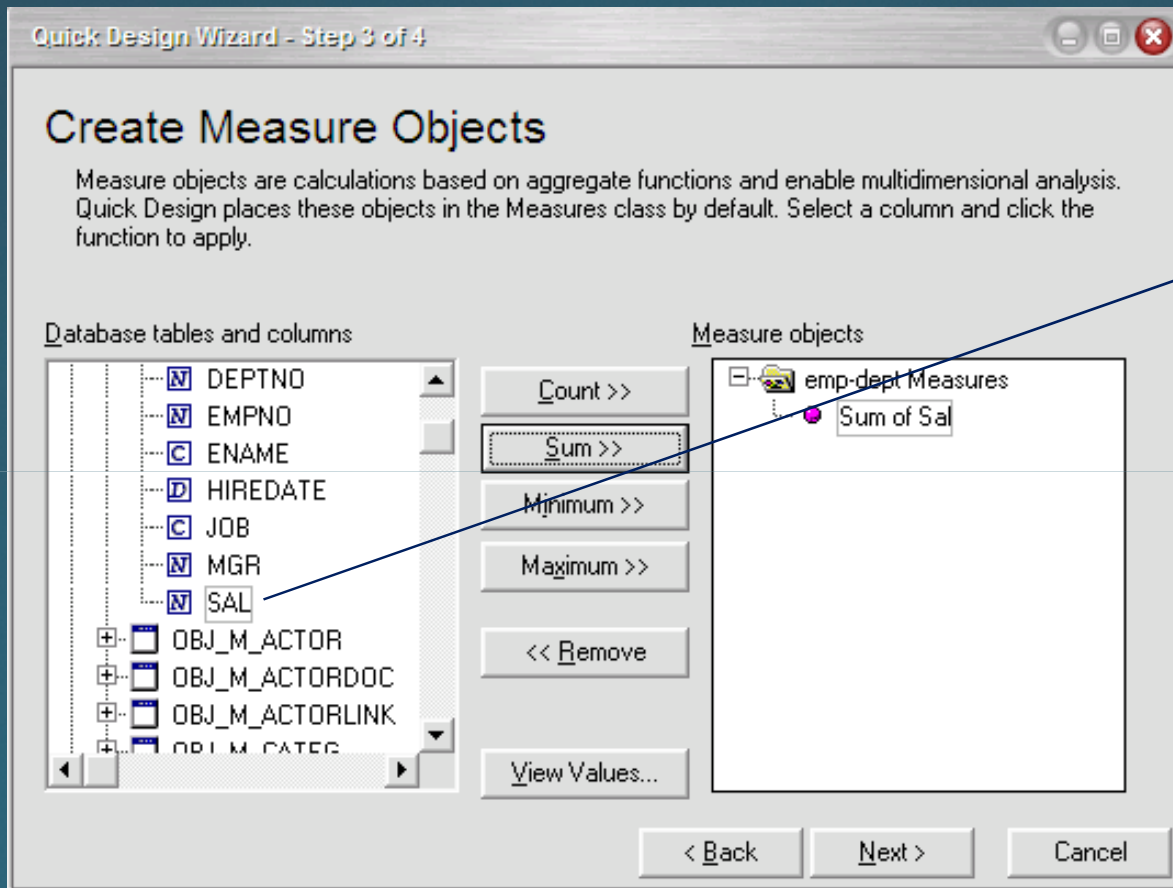 Quick Design Wizard - Step 3 of 4
Create Measure Objects
Measure objects are calculations based on aggregate functions and enable multidimensional analysis.
Quick Design places these objects in the Measures class by default. Select a column and click the
function to apply.
Database tables and columns
N DEPTNO
N EMPNO
C ENAME
D HIREDATE
C JOB
N MGR
N SAL
OBJ_M_ACTOR
OBJ_M_ACTORDOC
OBJ_M_ACTORLINK
OBJ_M_CATEG
Count >>
Sum >>
Minimum >>
Maximum >>
<< Remove
View Values...
Measure objects
emp-dept Measures
Sum of Sal
< Back
Next >
Cancel